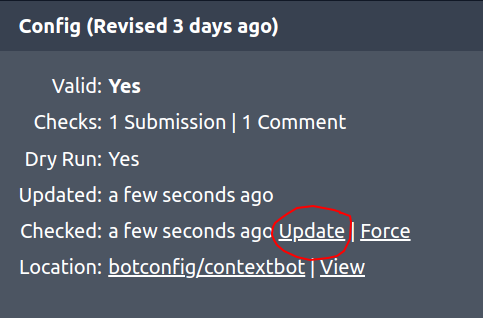 Config (Revised 3 days ago)
Valid: Yes
Checks: 1 Submission | 1 Comment
Dry Run: Yes
Updated: a few seconds ago
Checked: a few seconds ago Update | Force
Location: botconfig/contextbot | View